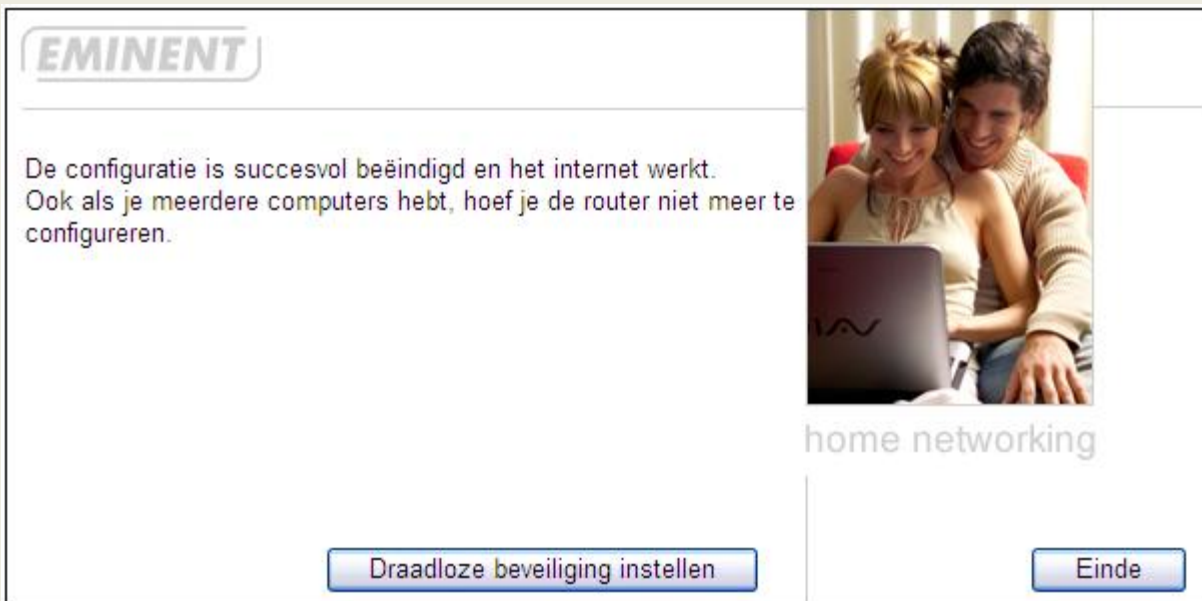 EMINENT
De configuratie is succesvol beëindigd en het internet werkt.
Ook als je meerdere computers hebt, hoef je de router niet meer te
configureren.
VAIO
home networking
Draadloze beveiliging instellen
Einde